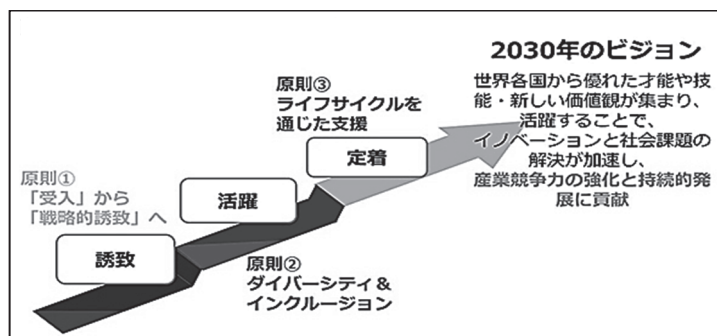 2030年のビジョン
世界各国から優れた才能や技
能・新しい価値観が集まり、
活躍することで、
イノベーションと社会課題の
解決が加速し、
産業競争力の強化と持続的発
展に貢献
原則③
ライフサイクルを
通じた支援
定着
原則①
「受入」から
「戦略的誘致」へ
活躍
誘致
原則②
ダイバーシティ＆
インクルージョン